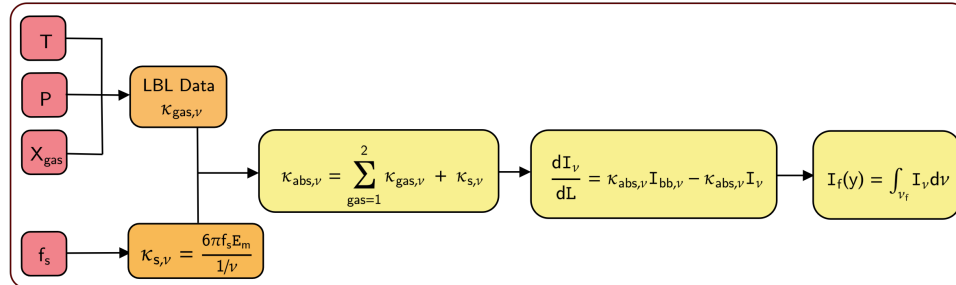 T
P
X_gas
f_s
LBL Data
κ_gas,ν
κ_s,ν = 6πf_sE_m / 1/ν
κ_abs,ν = ∑_{gas=1}^{2} κ_gas,ν + κ_s,ν
dI_ν / dL = κ_abs,ν I_bb,ν − κ_abs,ν I_ν
I_f(y) = ∫_{ν_f} I_ν dν